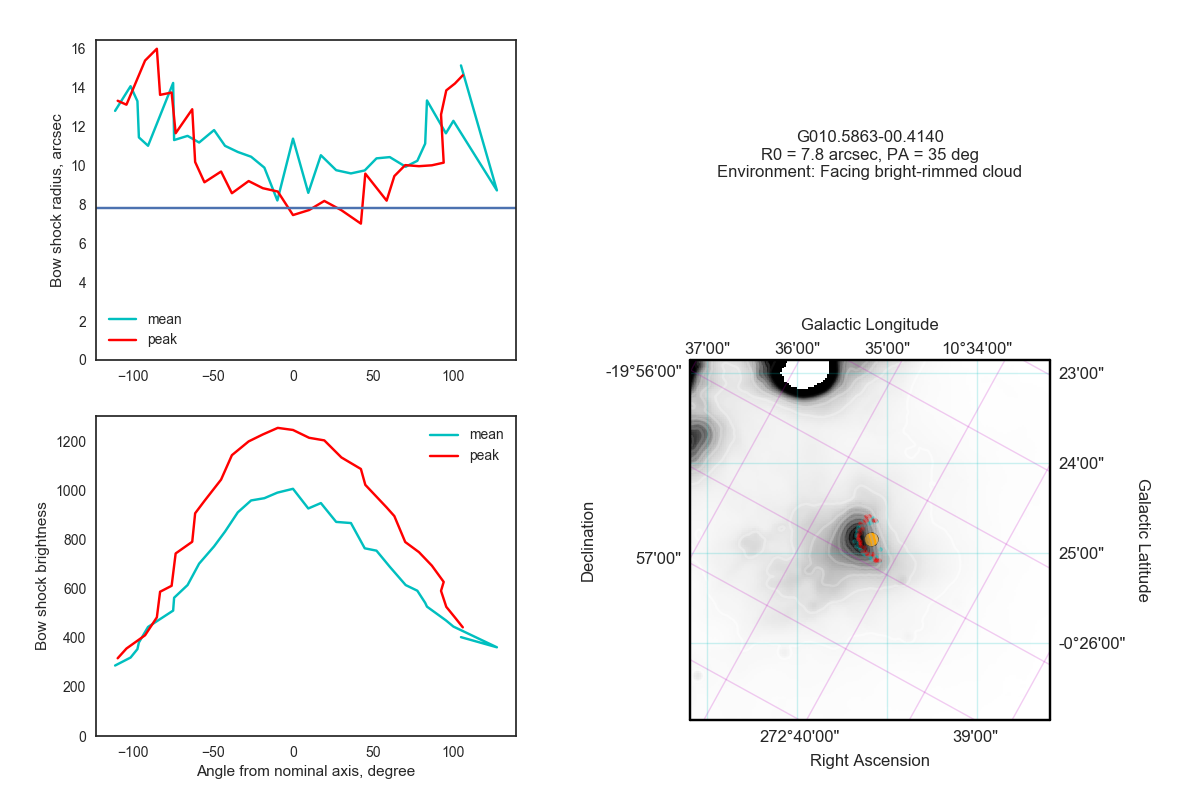 16
14
12
10
8
6
4
2
0
Bow shock radius, arcsec
mean
peak
−100
−50
0
50
100
G010.5863-00.4140
R0 = 7.8 arcsec, PA = 35 deg
Environment: Facing bright-rimmed cloud
1200
1000
800
600
400
200
0
Bow shock brightness
mean
peak
−100
−50
0
50
100
Angle from nominal axis, degree
Galactic Longitude
37'00" 36'00" 35'00" 10°34'00"
-19°56'00"
57'00"
Declination
23'00"
24'00"
25'00"
-0°26'00"
Galactic Latitude
272°40'00" 39'00"
Right Ascension